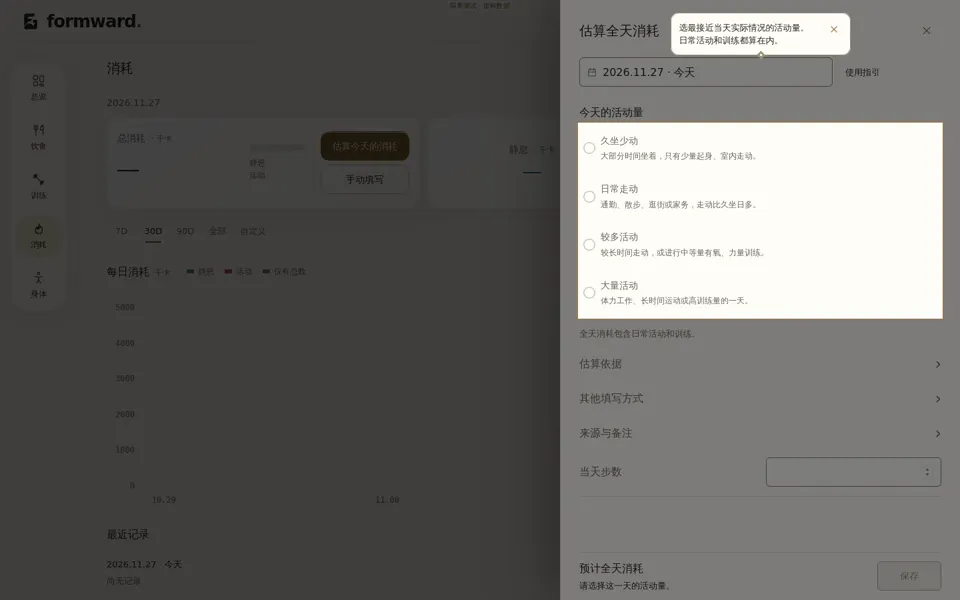 formward.
总览
饮食
训练
消耗
身体
消耗
2026.11.27
总消耗 · 千卡
—
静息
活动
估算今天的消耗
手动填写
静息 千卡
—
7D 30D 90D 全部 自定义
每日消耗 千卡 静息 活动 仅有总数
5000
4000
3000
2000
1000
0
10.29 11.08
最近记录
2026.11.27 · 今天
尚无记录
估算全天消耗
选最接近当天实际情况的活动量。
日常活动和训练都算在内。
2026.11.27 · 今天
使用指引
今天的活动量
久坐少动
大部分时间坐着，只有少量起身、室内走动。
日常走动
通勤、散步、逛街或家务，走动比久坐日多。
较多活动
较长时间走动，或进行中等量有氧、力量训练。
大量活动
体力工作、长时间运动或高训练量的一天。
全天消耗包含日常活动和训练。
估算依据
其他填写方式
来源与备注
当天步数
预计全天消耗
请选择这一天的活动量。
保存